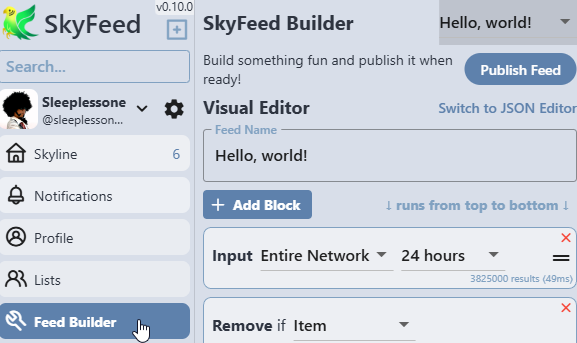 SkyFeed
v0.10.0
Search...
Sleeplessone
@sleeplesson...
Skyline
6
Notifications
Profile
Lists
Feed Builder
SkyFeed Builder
Hello, world!
Build something fun and publish it when
ready!
Publish Feed
Visual Editor
Switch to JSON Editor
Feed Name
Hello, world!
+ Add Block
↓ runs from top to bottom ↓
Input Entire Network 24 hours
3825000 results (49ms)
Remove if Item